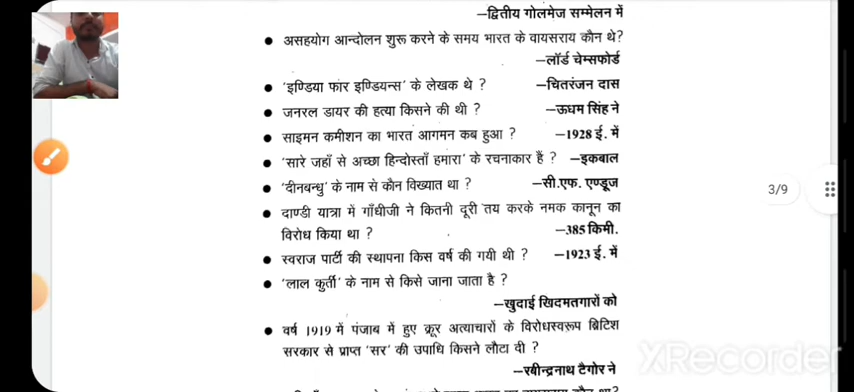 –द्वितीय गोलमेज सम्मेलन में
● असहयोग आन्दोलन शुरू करने के समय भारत के वायसराय कौन थे?
–लॉर्ड चेम्सफोर्ड
● 'इण्डिया फार इण्डियन्स' के लेखक थे ? –चितरंजन दास
● जनरल डायर की हत्या किसने की थी ? –ऊधम सिंह ने
● साइमन कमीशन का भारत आगमन कब हुआ ? –1928 ई. में
● 'सारे जहाँ से अच्छा हिन्दोस्ताँ हमारा' के रचनाकार हैं ? –इकबाल
● 'दीनबन्धु' के नाम से कौन विख्यात था ? –सी.एफ. एण्ड्रूज
● दाण्डी यात्रा में गाँधीजी ने कितनी दूरी तय करके नमक कानून का
विरोध किया था ? –385 किमी.
● स्वराज पार्टी की स्थापना किस वर्ष की गयी थी ? –1923 ई. में
● 'लाल कुर्ती' के नाम से किसे जाना जाता है ?
–खुदाई खिदमतगारों को
● वर्ष 1919 में पंजाब में हुए क्रूर अत्याचारों के विरोधस्वरूप ब्रिटिश
सरकार से प्राप्त 'सर' की उपाधि किसने लौटा दी ?
–रबीन्द्रनाथ टैगोर ने
3/9
XRecorder